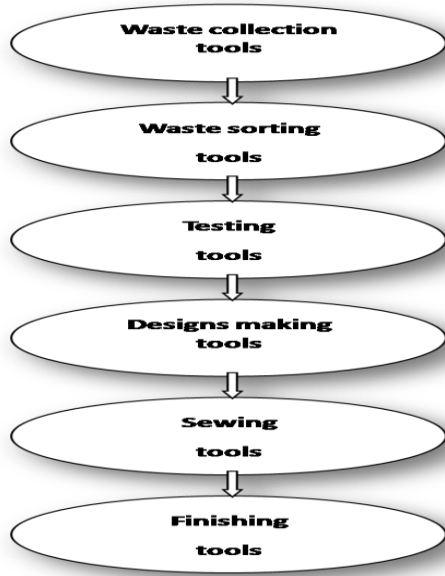 Waste collection
tools
Waste sorting
tools
Testing
tools
Designs making
tools
Sewing
tools
Finishing
tools